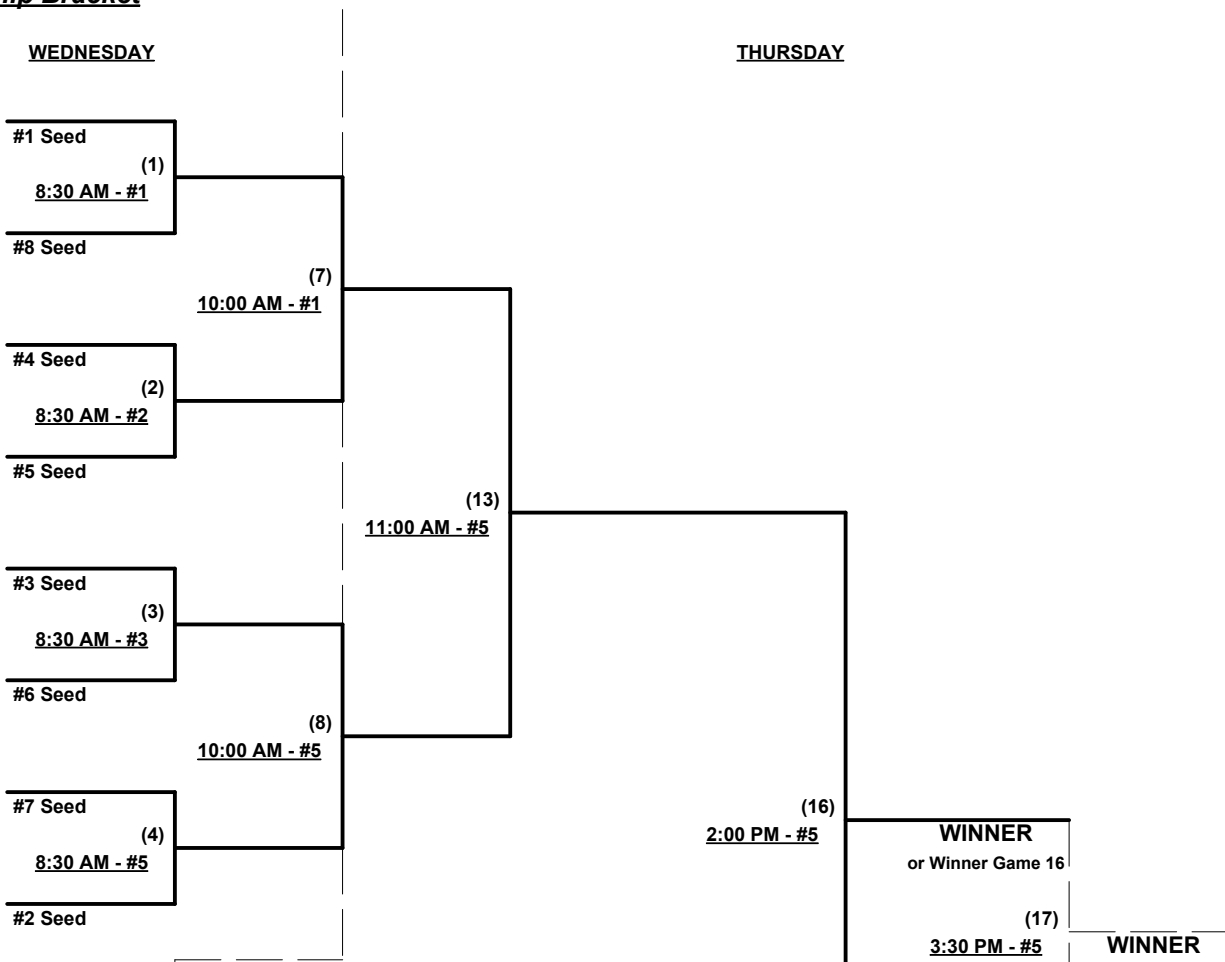 Bracket
WEDNESDAY
THURSDAY
#1 Seed
(1)
8:30 AM - #1
#8 Seed
(7)
10:00 AM - #1
#4 Seed
(2)
8:30 AM - #2
#5 Seed
(13)
11:00 AM - #5
#3 Seed
(3)
8:30 AM - #3
#6 Seed
(8)
10:00 AM - #5
#7 Seed
(4)
8:30 AM - #5
#2 Seed
(16)
2:00 PM - #5
WINNER
or Winner Game 16
(17)
3:30 PM - #5
WINNER